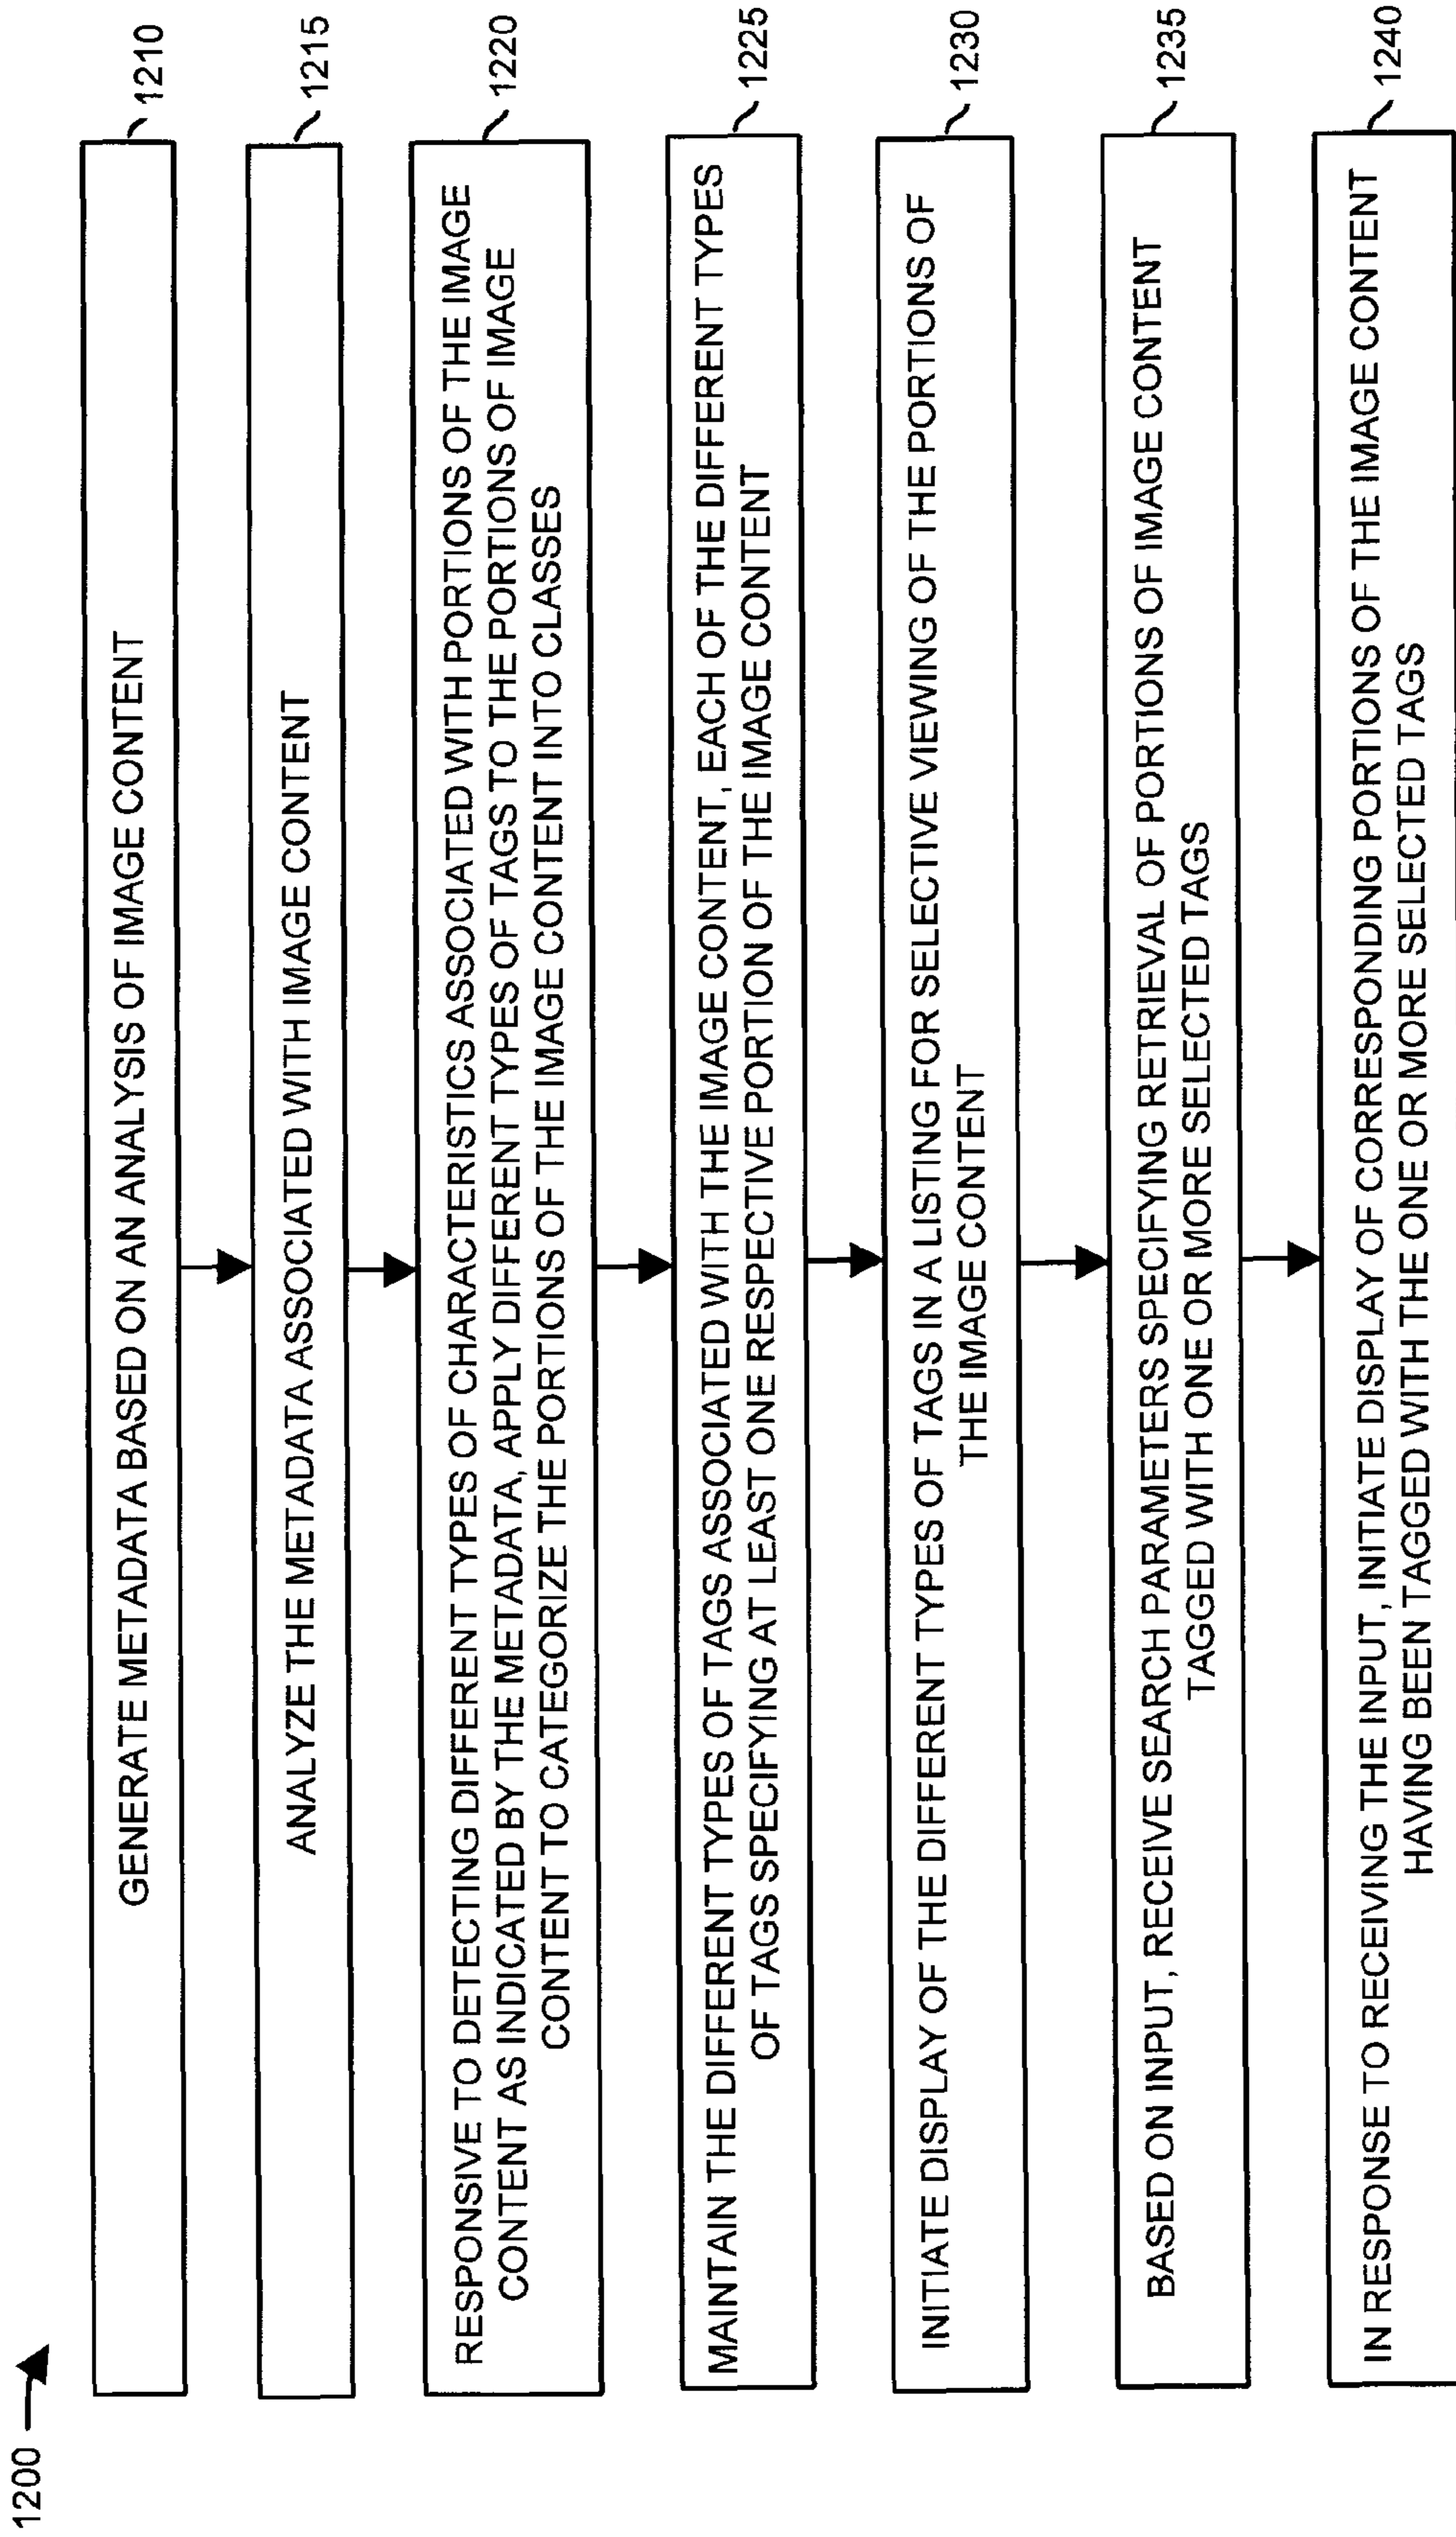 1200
GENERATE METADATA BASED ON AN ANALYSIS OF IMAGE CONTENT
1210
ANALYZE THE METADATA ASSOCIATED WITH IMAGE CONTENT
1215
RESPONSIVE TO DETECTING DIFFERENT TYPES OF CHARACTERISTICS ASSOCIATED WITH PORTIONS OF THE IMAGE
CONTENT AS INDICATED BY THE METADATA, APPLY DIFFERENT TYPES OF TAGS TO THE PORTIONS OF IMAGE
CONTENT TO CATEGORIZE THE PORTIONS OF THE IMAGE CONTENT INTO CLASSES
1220
MAINTAIN THE DIFFERENT TYPES OF TAGS ASSOCIATED WITH THE IMAGE CONTENT, EACH OF THE DIFFERENT TYPES
OF TAGS SPECIFYING AT LEAST ONE RESPECTIVE PORTION OF THE IMAGE CONTENT
1225
INITIATE DISPLAY OF THE DIFFERENT TYPES OF TAGS IN A LISTING FOR SELECTIVE VIEWING OF THE PORTIONS OF
THE IMAGE CONTENT
1230
BASED ON INPUT, RECEIVE SEARCH PARAMETERS SPECIFYING RETRIEVAL OF PORTIONS OF IMAGE CONTENT
TAGGED WITH ONE OR MORE SELECTED TAGS
1235
IN RESPONSE TO RECEIVING THE INPUT, INITIATE DISPLAY OF CORRESPONDING PORTIONS OF THE IMAGE CONTENT
HAVING BEEN TAGGED WITH THE ONE OR MORE SELECTED TAGS
1240